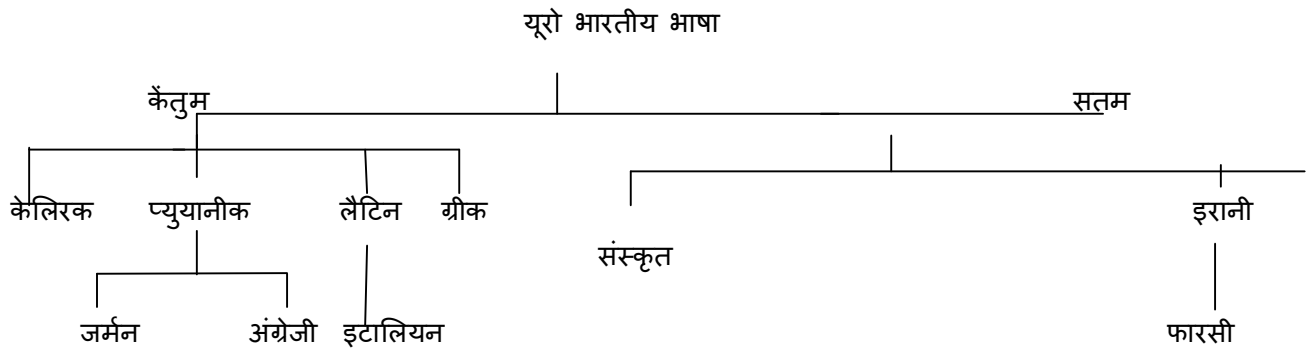 यूरो भारतीय भाषा
केंतुम सतम
केलिरक प्युयानीक लैटिन ग्रीक इरानी
संस्कृत
जर्मन अंग्रेजी इटालियन फारसी